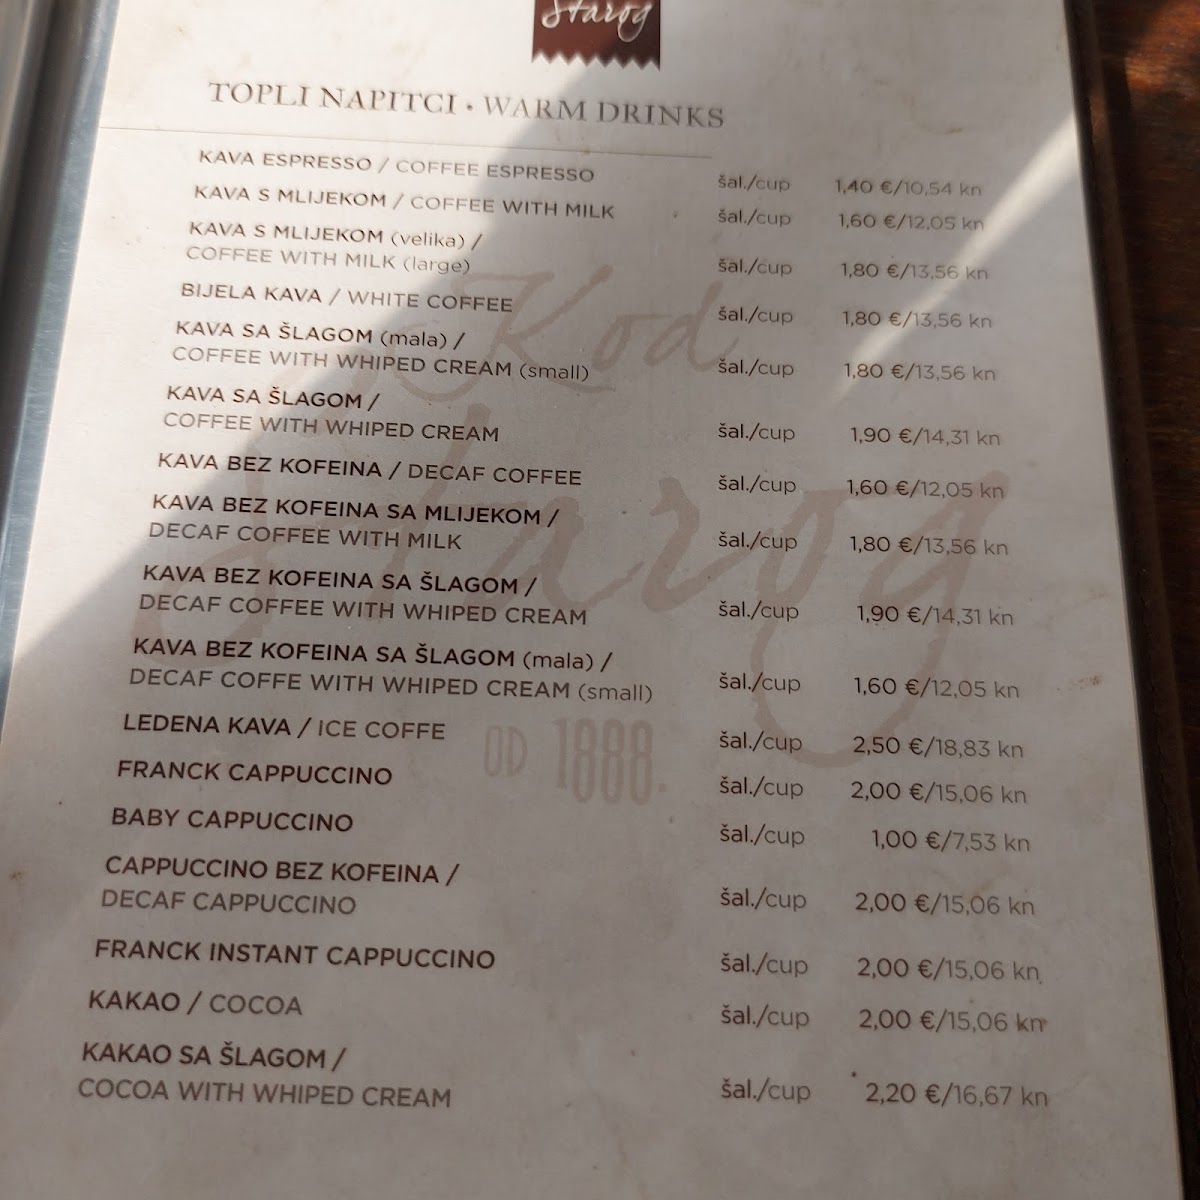 Starog
TOPLI NAPITCI • WARM DRINKS
KAVA ESPRESSO / COFFEE ESPRESSO šal./cup 1,40 €/10,54 kn
KAVA S MLIJEKOM / COFFEE WITH MILK šal./cup 1,60 €/12,05 kn
KAVA S MLIJEKOM (velika) /
COFFEE WITH MILK (large) šal./cup 1,80 €/13,56 kn
BIJELA KAVA / WHITE COFFEE šal./cup 1,80 €/13,56 kn
KAVA SA ŠLAGOM (mala) /
COFFEE WITH WHIPED CREAM (small) šal./cup 1,80 €/13,56 kn
KAVA SA ŠLAGOM /
COFFEE WITH WHIPED CREAM šal./cup 1,90 €/14,31 kn
KAVA BEZ KOFEINA / DECAF COFFEE šal./cup 1,60 €/12,05 kn
KAVA BEZ KOFEINA SA MLIJEKOM /
DECAF COFFEE WITH MILK šal./cup 1,80 €/13,56 kn
KAVA BEZ KOFEINA SA ŠLAGOM /
DECAF COFFEE WITH WHIPED CREAM šal./cup 1,90 €/14,31 kn
KAVA BEZ KOFEINA SA ŠLAGOM (mala) /
DECAF COFFE WITH WHIPED CREAM (small) šal./cup 1,60 €/12,05 kn
LEDENA KAVA / ICE COFFE šal./cup 2,50 €/18,83 kn
FRANCK CAPPUCCINO šal./cup 2,00 €/15,06 kn
BABY CAPPUCCINO šal./cup 1,00 €/7,53 kn
CAPPUCCINO BEZ KOFEINA /
DECAF CAPPUCCINO šal./cup 2,00 €/15,06 kn
FRANCK INSTANT CAPPUCCINO šal./cup 2,00 €/15,06 kn
KAKAO / COCOA šal./cup 2,00 €/15,06 kn
KAKAO SA ŠLAGOM /
COCOA WITH WHIPED CREAM šal./cup 2,20 €/16,67 kn
Kod
Starog
OD 1888.